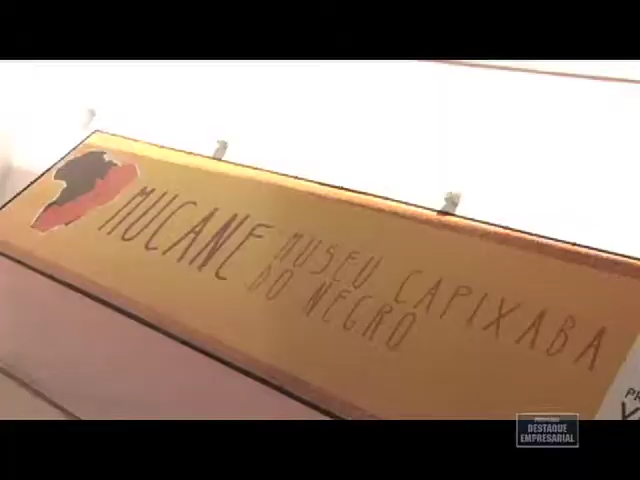 MUCANE
MUSEU CAPIXABA
DO NEGRO
DESTAQUE
EMPRESARIAL